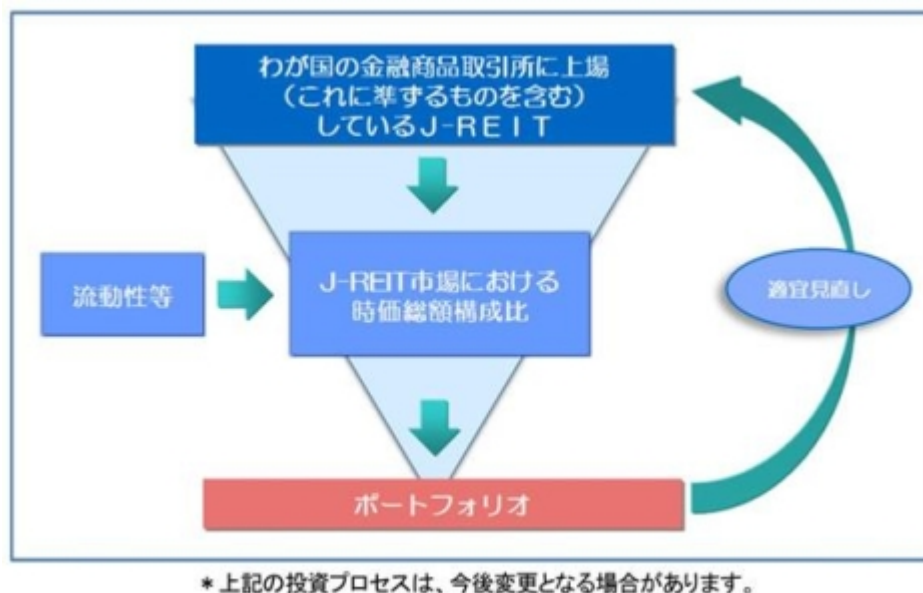 わが国の金融商品取引所に上場
（これに準ずるものを含む）
しているＪ-ＲＥＩＴ
流動性等
J-REIT市場における
時価総額構成比
適宜見直し
ポートフォリオ
＊上記の投資プロセスは、今後変更となる場合があります。